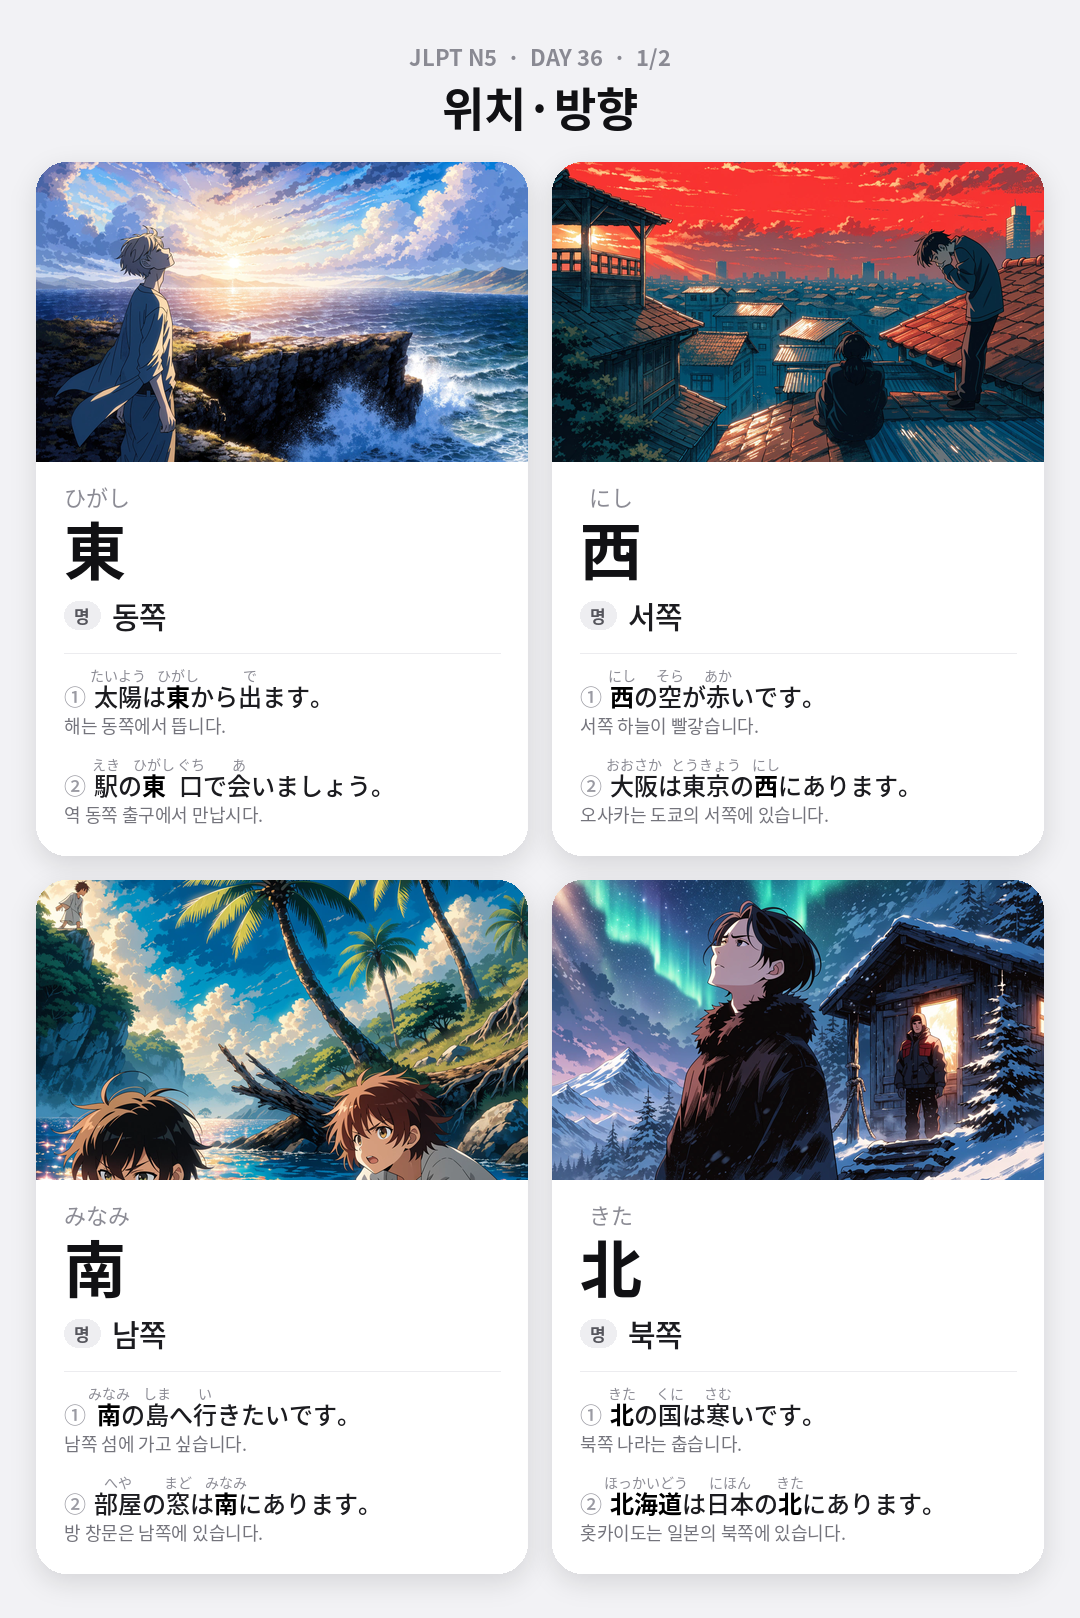 JLPT N5 · DAY 36 · 1/2
위치·방향
ひがし
東
명 동쪽
たいよう ひがし で
① 太陽は東から出ます。
해는 동쪽에서 뜹니다.
えき ひがし ぐち あ
② 駅の東 口で会いましょう。
역 동쪽 출구에서 만납시다.
にし
西
명 서쪽
にし そら あか
① 西の空が赤いです。
서쪽 하늘이 빨갛습니다.
おおさか とうきょう にし
② 大阪は東京の西にあります。
오사카는 도쿄의 서쪽에 있습니다.
みなみ
南
명 남쪽
みなみ しま い
① 南の島へ行きたいです。
남쪽 섬에 가고 싶습니다.
へや まど みなみ
② 部屋の窓は南にあります。
방 창문은 남쪽에 있습니다.
きた
北
명 북쪽
きた くに さむ
① 北の国は寒いです。
북쪽 나라는 춥습니다.
ほっかいどう にほん きた
② 北海道は日本の北にあります。
홋카이도는 일본의 북쪽에 있습니다.